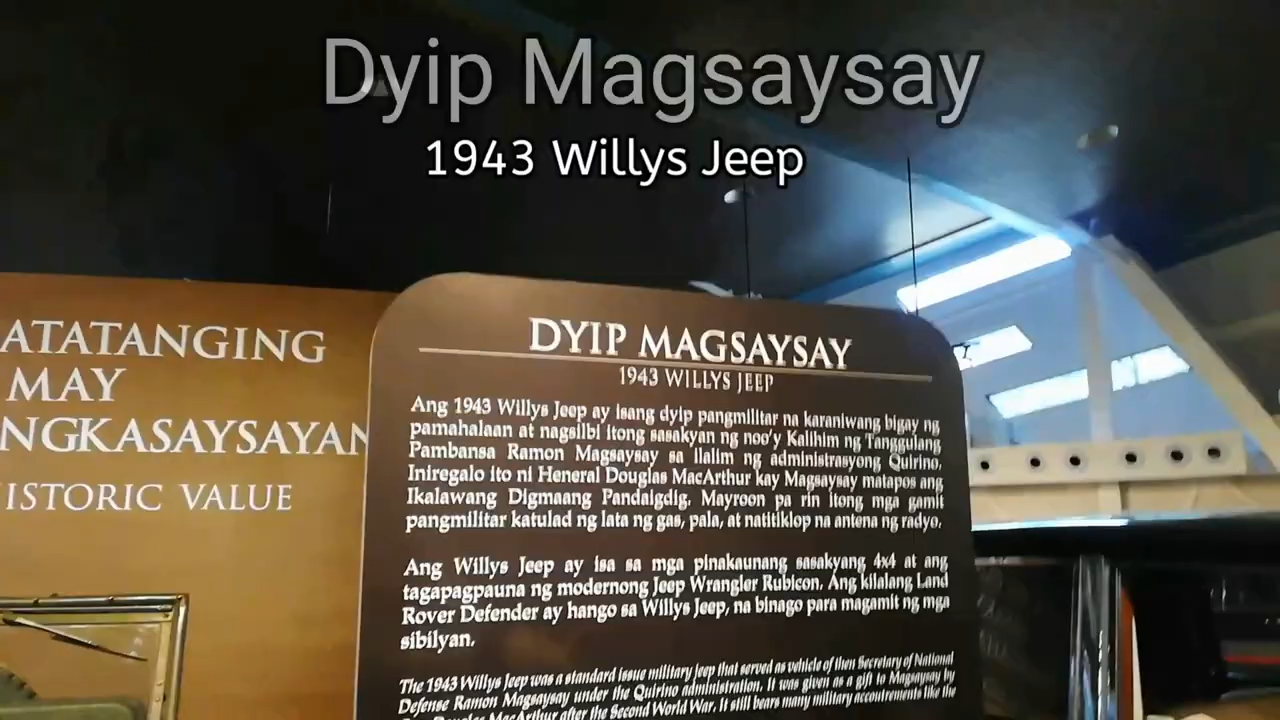 Dyip Magsaysay
1943 Willys Jeep
ATATANGING
MAY
NGKASAYSAYAN
ISTORIC VALUE
DYIP MAGSAYSAY
1943 WILLYS JEEP
Ang 1943 Willys Jeep ay isang dyip pangmilitar na karaniwang bigay ng
pamahalaan at nagsilbi itong sasakyan ng noo'y Kalihim ng Tanggulang
Pambansa Ramon Magsaysay sa ilalim ng administrasyong Quirino.
Iniregalo ito ni Heneral Douglas MacArthur kay Magsaysay matapos ang
Ikalawang Digmaang Pandaigdig. Mayroon pa rin itong mga gamit
pangmilitar katulad ng lata ng gas, pala, at natitiklop na antena ng radyo.
Ang Willys Jeep ay isa sa mga pinakaunang sasakyang 4x4 at ang
tagapagpauna ng modernong Jeep Wrangler Rubicon. Ang kilalang Land
Rover Defender ay hango sa Willys Jeep, na binago para magamit ng mga
sibilyan.
The 1943 Willys Jeep was a standard issue military jeep that served as vehicle of then Secretary of National
Defense Ramon Magsaysay under the Quirino administration. It was given as a gift to Magsaysay by
Douglas MacArthur after the Second World War. It still bears many military accoutrements like the